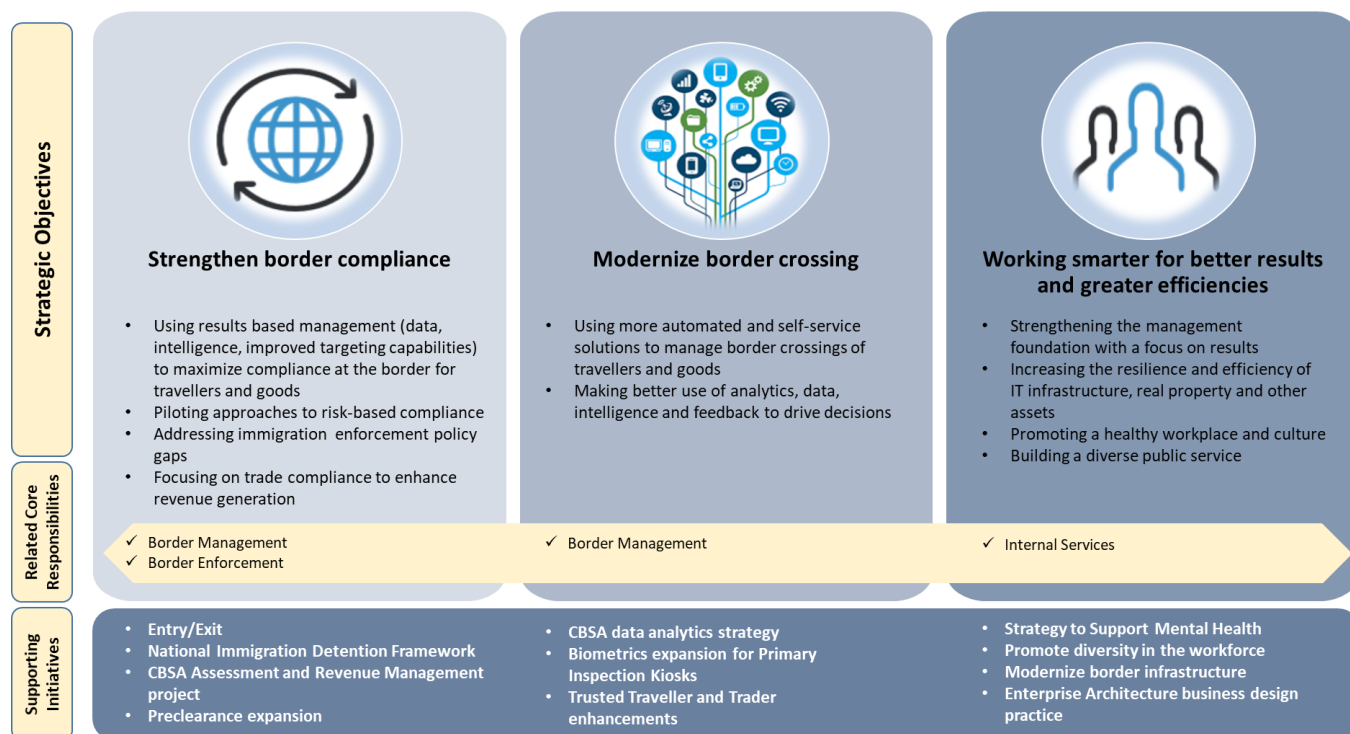 Strategic Objectives
Strengthen border compliance
• Using results based management (data,
intelligence, improved targeting capabilities)
to maximize compliance at the border for
travellers and goods
• Piloting approaches to risk-based compliance
• Addressing immigration enforcement policy
gaps
• Focusing on trade compliance to enhance
revenue generation
Modernize border crossing
• Using more automated and self-service
solutions to manage border crossings of
travellers and goods
• Making better use of analytics, data,
intelligence and feedback to drive decisions
Working smarter for better results
and greater efficiencies
• Strengthening the management
foundation with a focus on results
• Increasing the resilience and efficiency of
IT infrastructure, real property and other
assets
• Promoting a healthy workplace and culture
• Building a diverse public service
Related Core
Responsibilities
✓ Border Management
✓ Border Enforcement
✓ Border Management
✓ Internal Services
Supporting
Initiatives
• Entry/Exit
• National Immigration Detention Framework
• CBSA Assessment and Revenue Management
project
• Preclearance expansion
• CBSA data analytics strategy
• Biometrics expansion for Primary
Inspection Kiosks
• Trusted Traveller and Trader
enhancements
• Strategy to Support Mental Health
• Promote diversity in the workforce
• Modernize border infrastructure
• Enterprise Architecture business design
practice